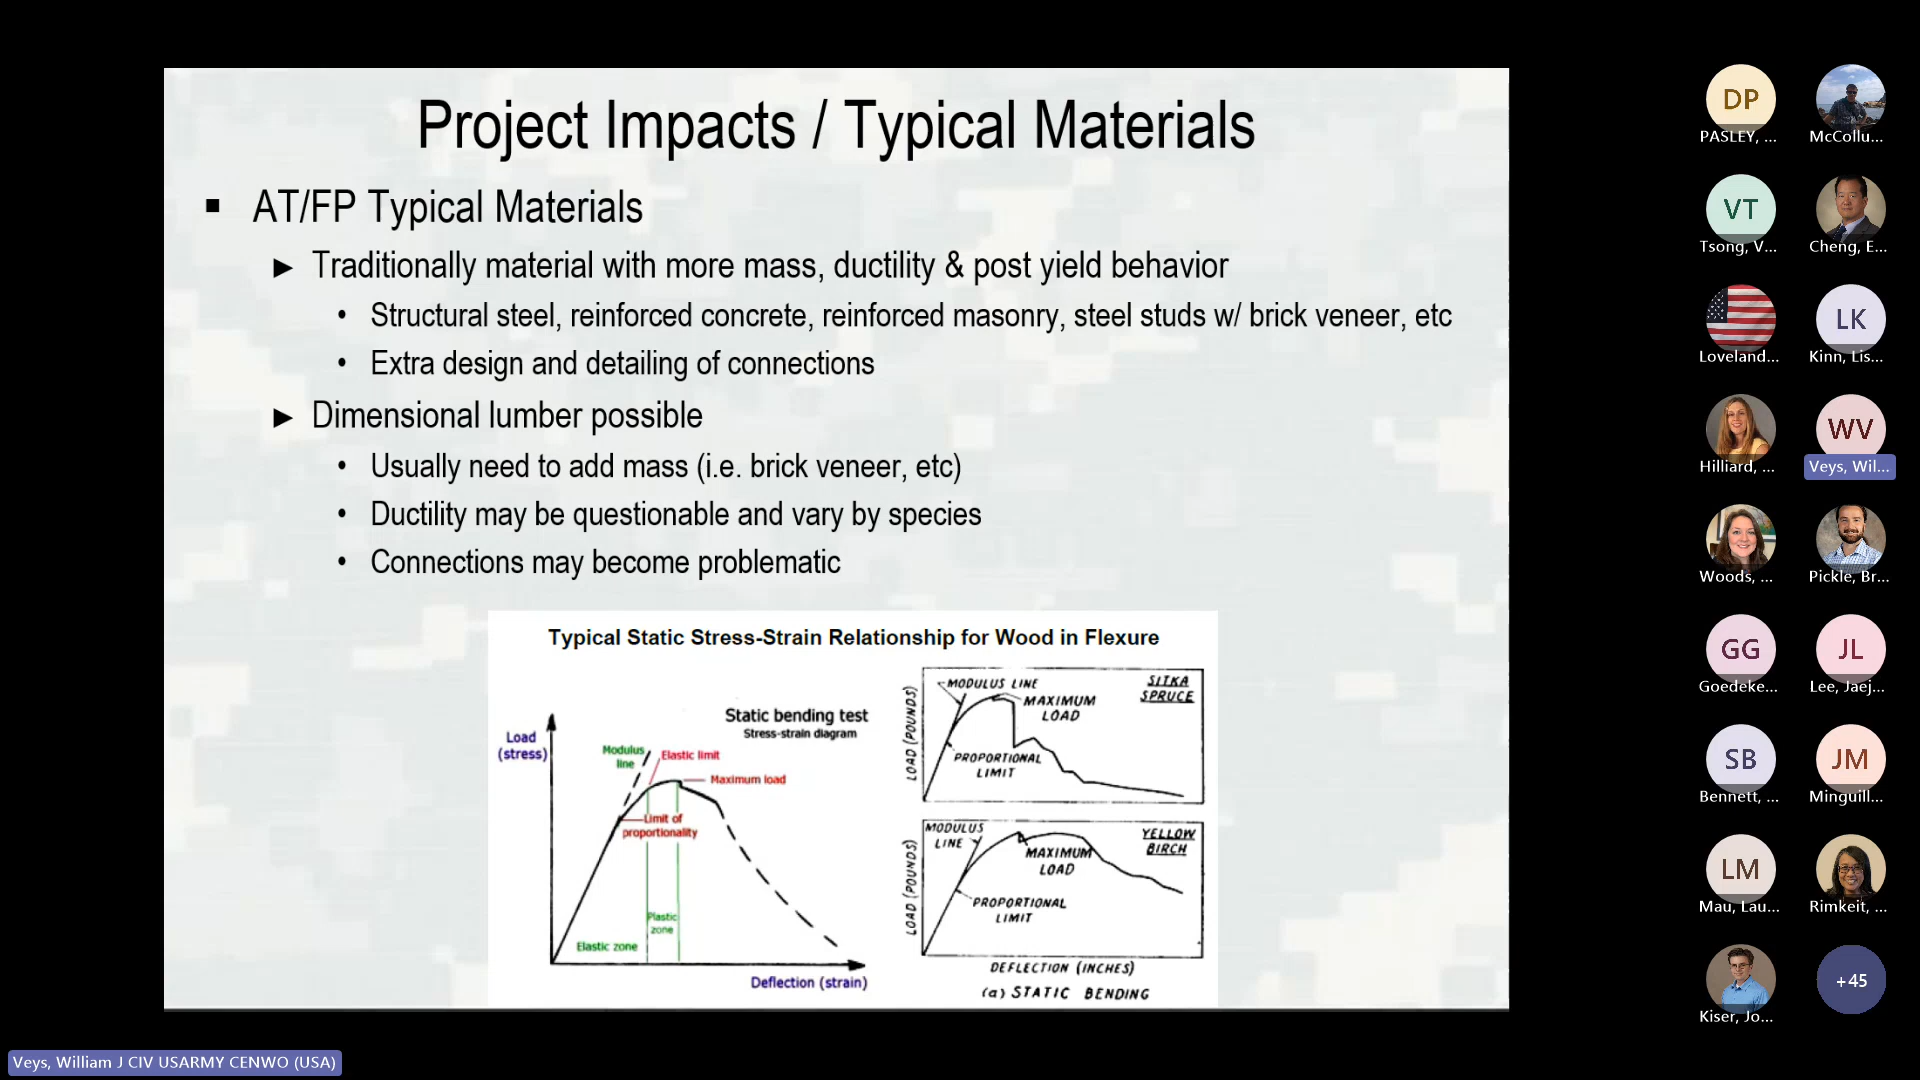 Project Impacts / Typical Materials
▪ AT/FP Typical Materials
► Traditionally material with more mass, ductility & post yield behavior
• Structural steel, reinforced concrete, reinforced masonry, steel studs w/ brick veneer, etc
• Extra design and detailing of connections
► Dimensional lumber possible
• Usually need to add mass (i.e. brick veneer, etc)
• Ductility may be questionable and vary by species
• Connections may become problematic
Typical Static Stress-Strain Relationship for Wood in Flexure
Static bending test
Stress-strain diagram
Load
(stress)
Modulus
line
Elastic limit
Maximum load
Limit of
proportionality
Plastic
zone
Elastic zone
Deflection (strain)
MODULUS LINE
SITKA
SPRUCE
MAXIMUM
LOAD
PROPORTIONAL
LIMIT
LOAD (POUNDS)
MODULUS
LINE
YELLOW
BIRCH
MAXIMUM
LOAD
PROPORTIONAL
LIMIT
LOAD (POUNDS)
DEFLECTION (INCHES)
(a) STATIC BENDING
DP
PASLEY, ...
McCollu...
VT
Tsong, V...
Cheng, E...
Loveland...
LK
Kinn, Lis...
Hilliard, ...
WV
Veys, Wil...
Woods, ...
Pickle, Br...
GG
Goedeke...
JL
Lee, Jaej...
SB
Bennett, ...
JM
Minguill...
LM
Mau, Lau...
Rimkeit, ...
Kiser, Jo...
+45
Veys, William J CIV USARMY CENWO (USA)